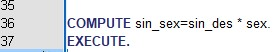 35
36 COMPUTE sin_sex=sin_des * sex.
37 EXECUTE.